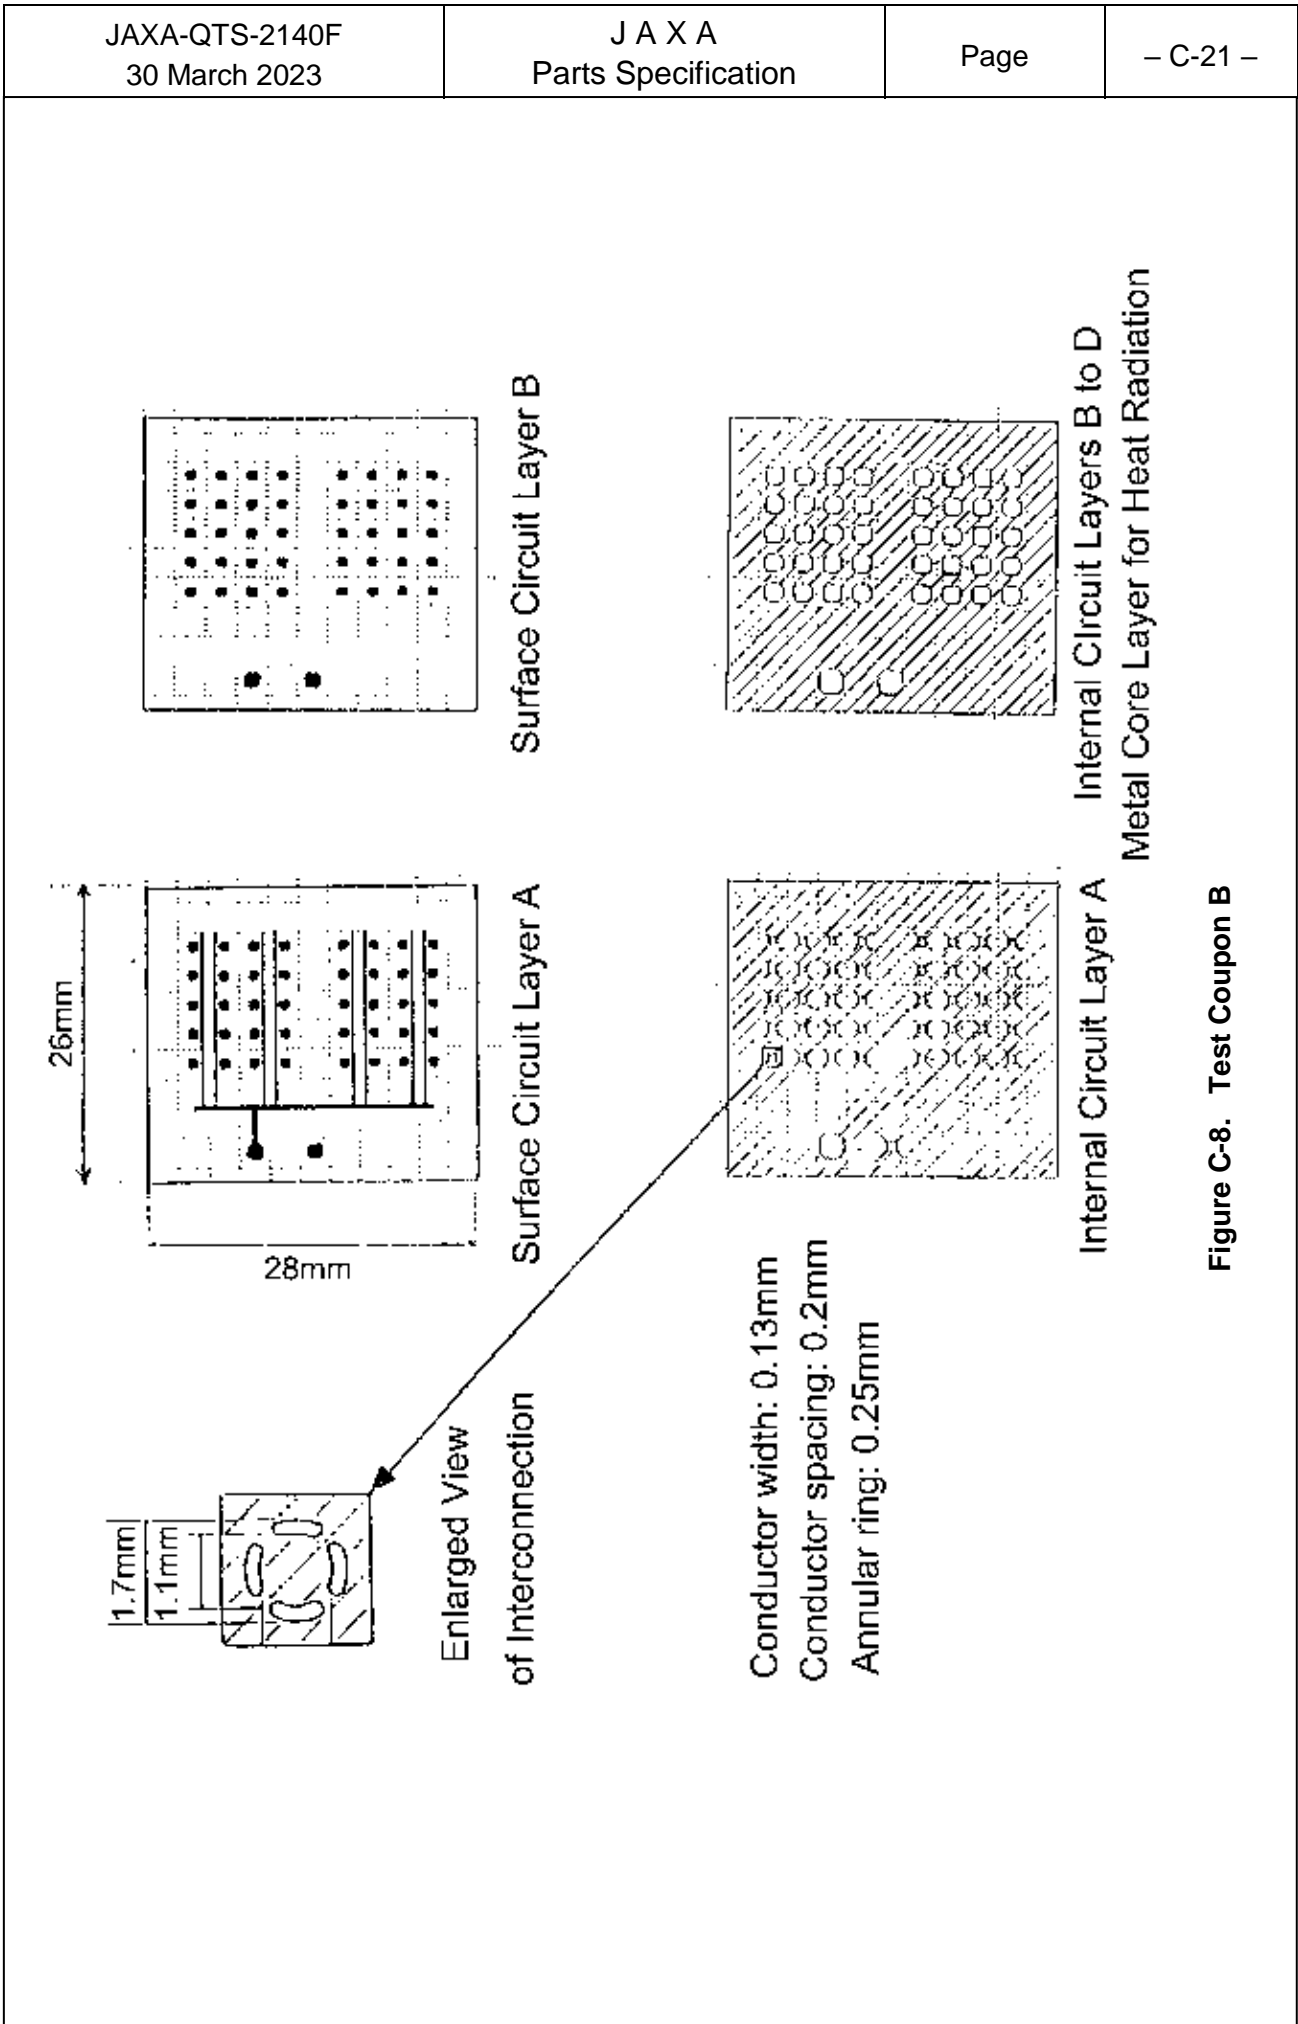 JAXA-QTS-2140F
30 March 2023
J A X A
Parts Specification
Page
– C-21 –
1.7mm
1.1mm
Enlarged View
of Interconnection
26mm
28mm
Surface Circuit Layer A
Surface Circuit Layer B
Conductor width: 0.13mm
Conductor spacing: 0.2mm
Annular ring: 0.25mm
Internal Circuit Layer A
Internal CIrcuit Layers B to D
Metal Core Layer for Heat Radiation
Figure C-8. Test Coupon B